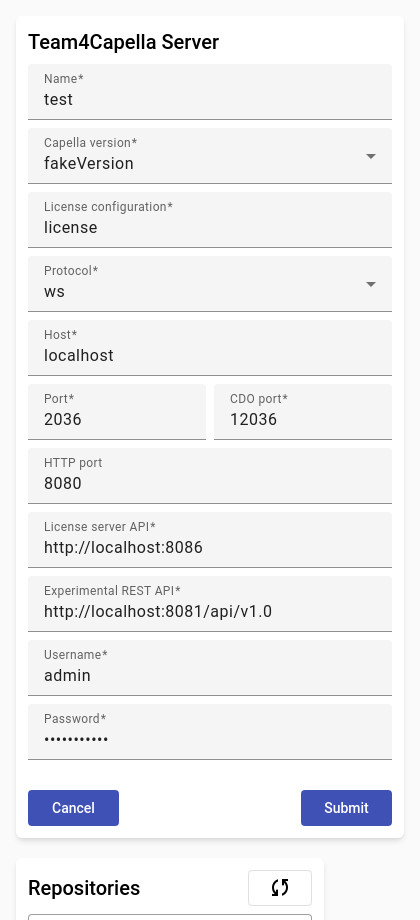 Team4Capella Server
Name*
test
Capella version*
fakeVersion
License configuration*
license
Protocol*
ws
Host*
localhost
Port*
2036
CDO port*
12036
HTTP port
8080
License server API*
http://localhost:8086
Experimental REST API*
http://localhost:8081/api/v1.0
Username*
admin
Password*
•••••••••••
Cancel
Submit
Repositories